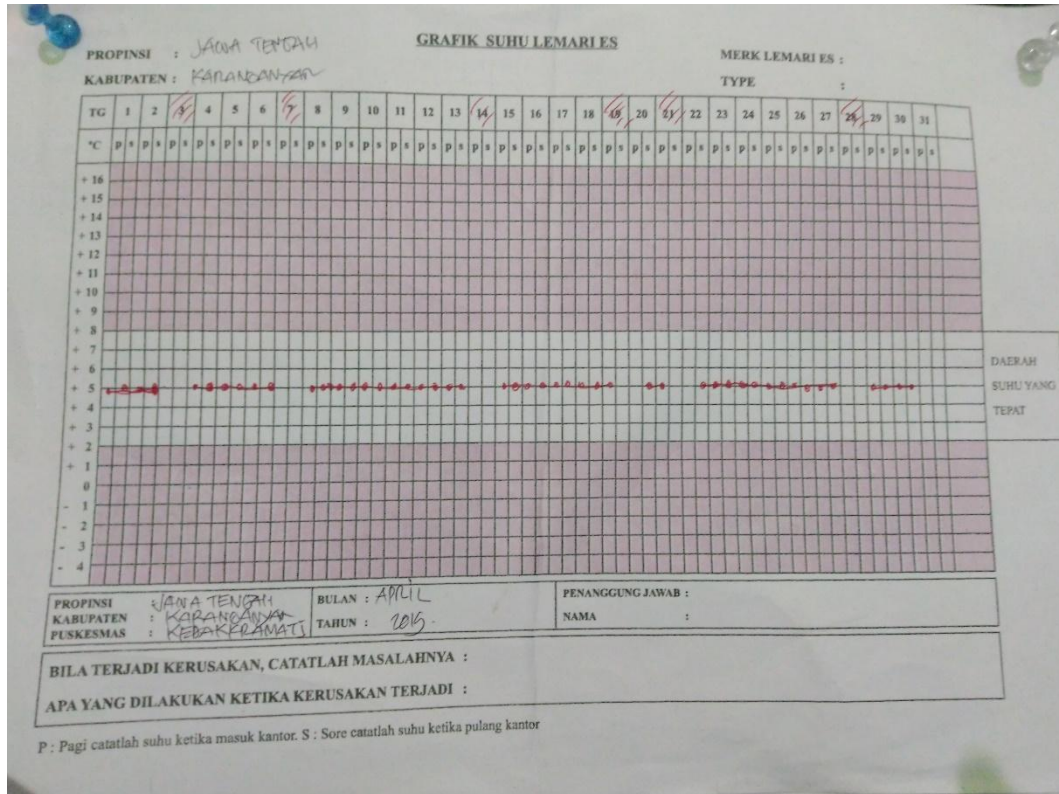 GRAFIK SUHU LEMARI ES
PROPINSI : JAWA TENGAH
KABUPATEN : KARANGANYAR
MERK LEMARI ES :
TYPE :
TG 1 2 3 4 5 6 7 8 9 10 11 12 13 14 15 16 17 18 19 20 21 22 23 24 25 26 27 28 29 30 31
°C p s p s p s p s p s p s p s p s p s p s p s p s p s p s p s p s p s p s p s p s p s p s p s p s p s p s p s p s p s p s p s
+ 16
+ 15
+ 14
+ 13
+ 12
+ 11
+ 10
+ 9
+ 8
+ 7
+ 6
+ 5
+ 4
+ 3
+ 2
+ 1
0
- 1
- 2
- 3
- 4
DAERAH
SUHU YANG
TEPAT
PROPINSI : JAWA TENGAH
KABUPATEN : KARANGANYAR
PUSKESMAS : KEBAKKRAMAT I
BULAN : APRIL
TAHUN : 2019.
PENANGGUNG JAWAB :
NAMA :
BILA TERJADI KERUSAKAN, CATATLAH MASALAHNYA :
APA YANG DILAKUKAN KETIKA KERUSAKAN TERJADI :
P : Pagi catatlah suhu ketika masuk kantor. S : Sore catatlah suhu ketika pulang kantor